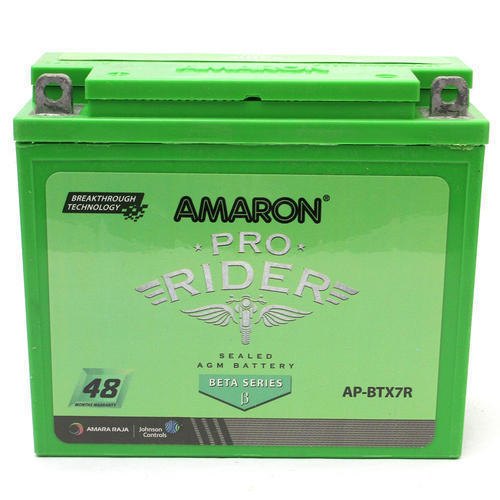 BREAKTHROUGH
TECHNOLOGY
AMARON®
PRO
RIDER
SEALED
AGM BATTERY
BETA SERIES
β
48
MONTHS WARRANTY
AP-BTX7R
AMARA RAJA
Johnson
Controls